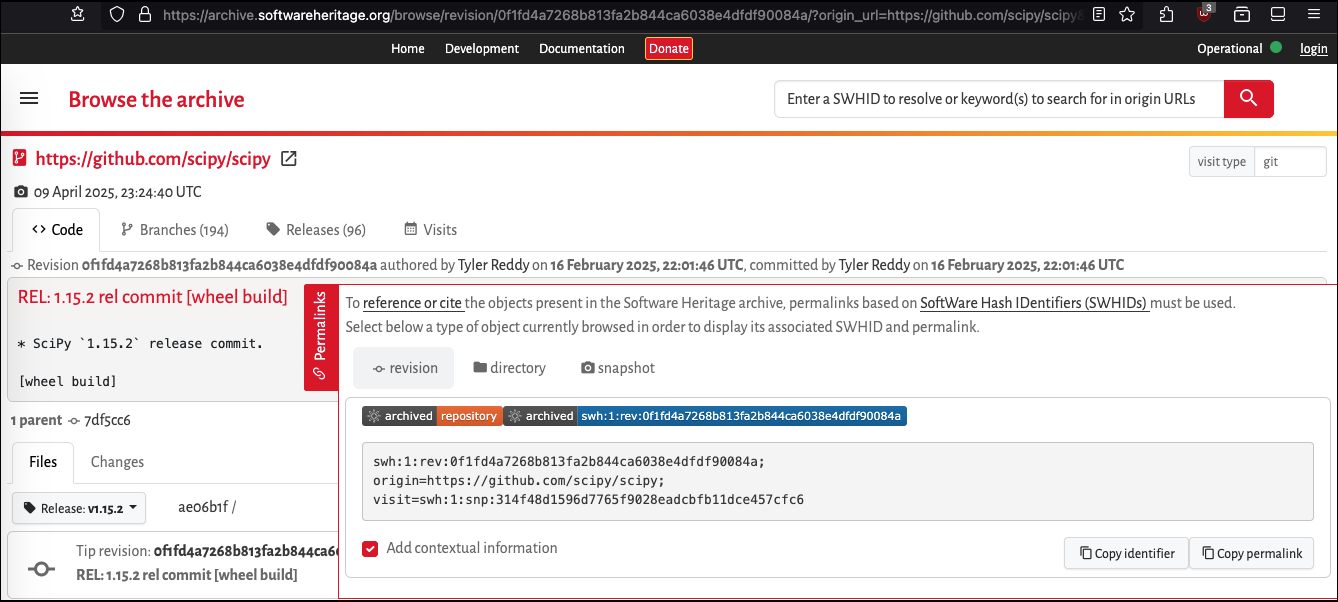 https://archive.softwareheritage.org/browse/revision/0f1fd4a7268b813fa2b844ca6038e4dfdf90084a/?origin_url=https://github.com/scipy/scipy&
3
Home Development Documentation Donate Operational login
Browse the archive
Enter a SWHID to resolve or keyword(s) to search for in origin URLs
https://github.com/scipy/scipy
visit type git
09 April 2025, 23:24:40 UTC
<> Code Branches (194) Releases (96) Visits
Revision 0f1fd4a7268b813fa2b844ca6038e4dfdf90084a authored by Tyler Reddy on 16 February 2025, 22:01:46 UTC, committed by Tyler Reddy on 16 February 2025, 22:01:46 UTC
REL: 1.15.2 rel commit [wheel build]
* SciPy `1.15.2` release commit.
[wheel build]
1 parent 7df5cc6
Files Changes
Release: v1.15.2 ae06b1f /
Tip revision: 0f1fd4a7268b813fa2b844ca60
REL: 1.15.2 rel commit [wheel build]
Permalinks
To reference or cite the objects present in the Software Heritage archive, permalinks based on SoftWare Hash IDentifiers (SWHIDs) must be used.
Select below a type of object currently browsed in order to display its associated SWHID and permalink.
revision directory snapshot
archived repository archived swh:1:rev:0f1fd4a7268b813fa2b844ca6038e4dfdf90084a
swh:1:rev:0f1fd4a7268b813fa2b844ca6038e4dfdf90084a;
origin=https://github.com/scipy/scipy;
visit=swh:1:snp:314f48d1596d7765f9028eadcbfb11dce457cfc6
Add contextual information
Copy identifier Copy permalink